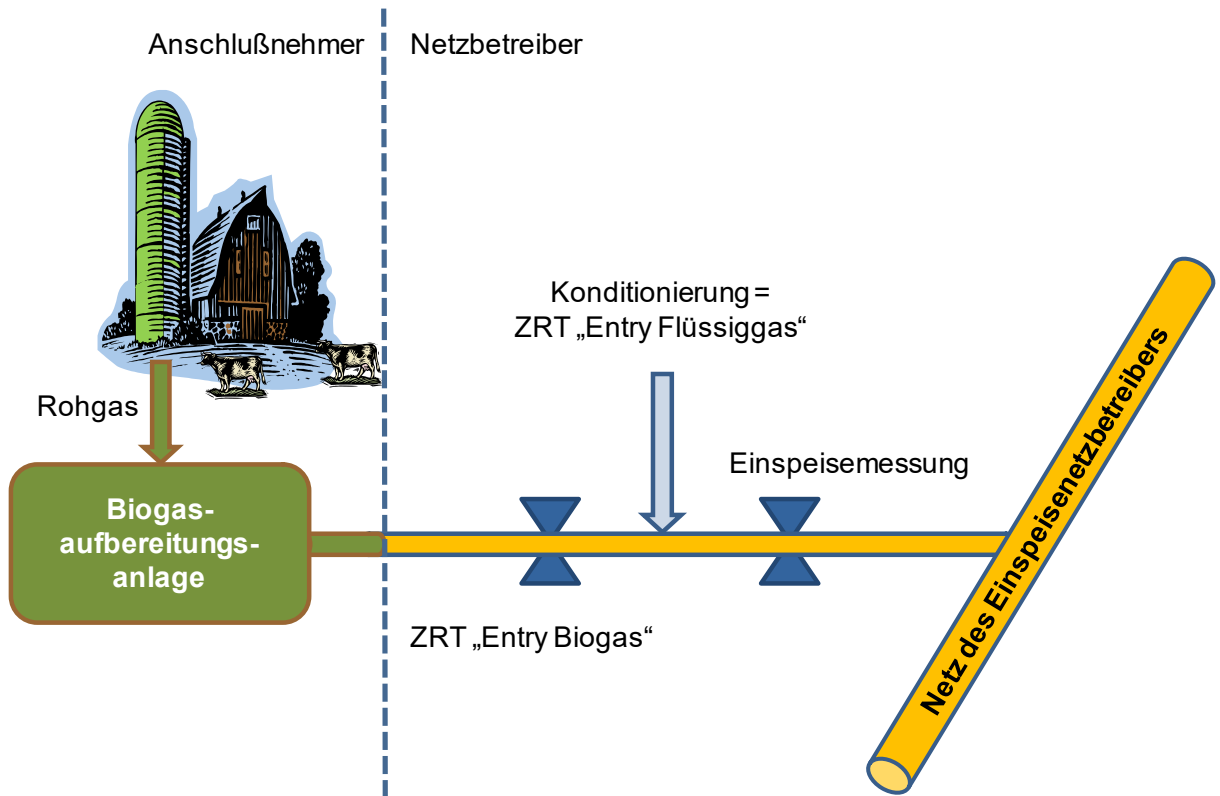 Anschlußnehmer
Netzbetreiber
Konditionierung =
ZRT „Entry Flüssiggas“
Rohgas
Einspeisemessung
Biogas-
aufbereitungs-
anlage
ZRT „Entry Biogas“
Netz des Einspeisenetzbetreibers